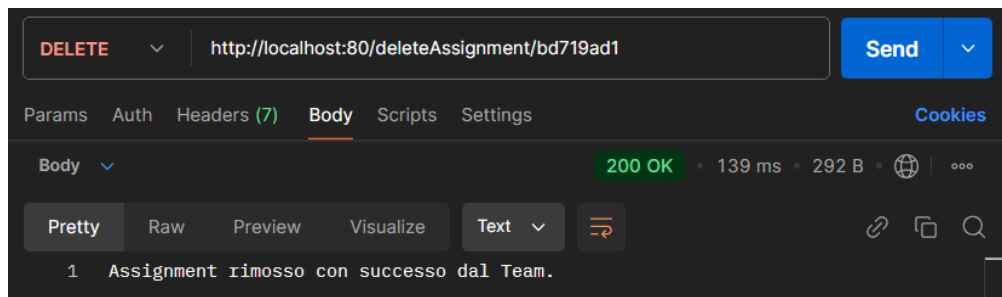 DELETE http://localhost:80/deleteAssignment/bd719ad1 Send
Params Auth Headers (7) Body Scripts Settings Cookies
Body 200 OK • 139 ms • 292 B
Pretty Raw Preview Visualize Text
1 Assignment rimosso con successo dal Team.